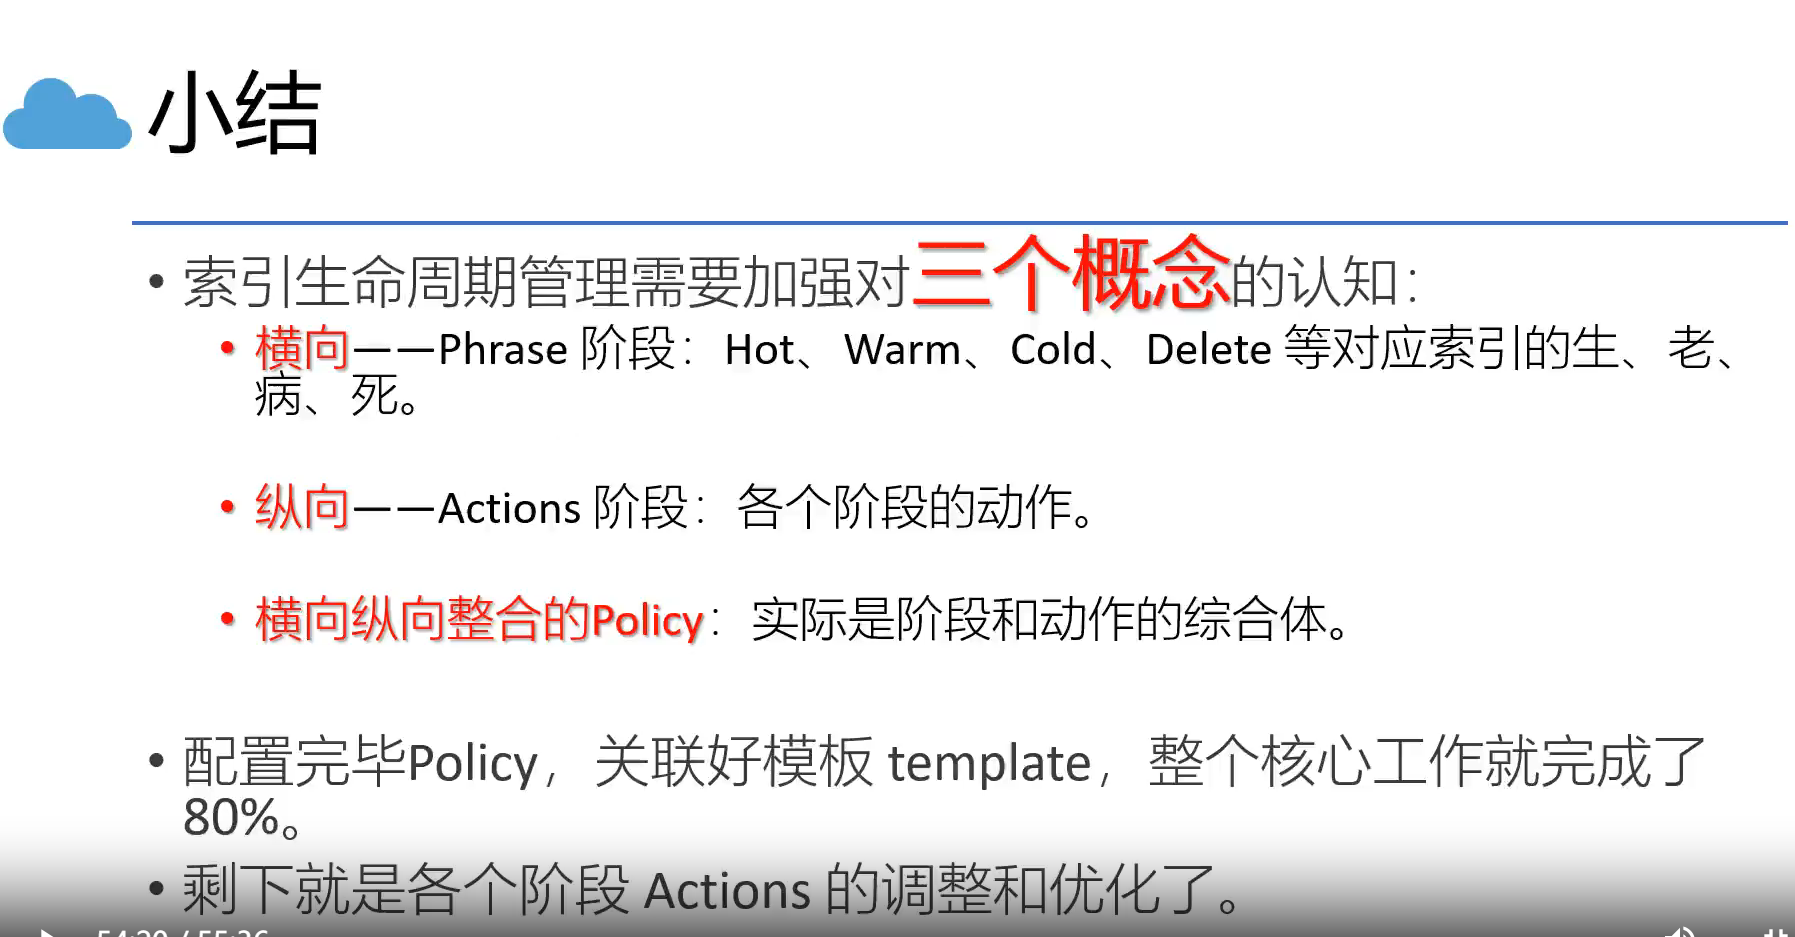 小结
• 索引生命周期管理需要加强对三个概念的认知：
• 横向——Phrase 阶段：Hot、Warm、Cold、Delete 等对应索引的生、老、
病、死。
• 纵向——Actions 阶段：各个阶段的动作。
• 横向纵向整合的Policy：实际是阶段和动作的综合体。
• 配置完毕Policy，关联好模板 template，整个核心工作就完成了
80%。
• 剩下就是各个阶段 Actions 的调整和优化了。
54:20 / 55:36